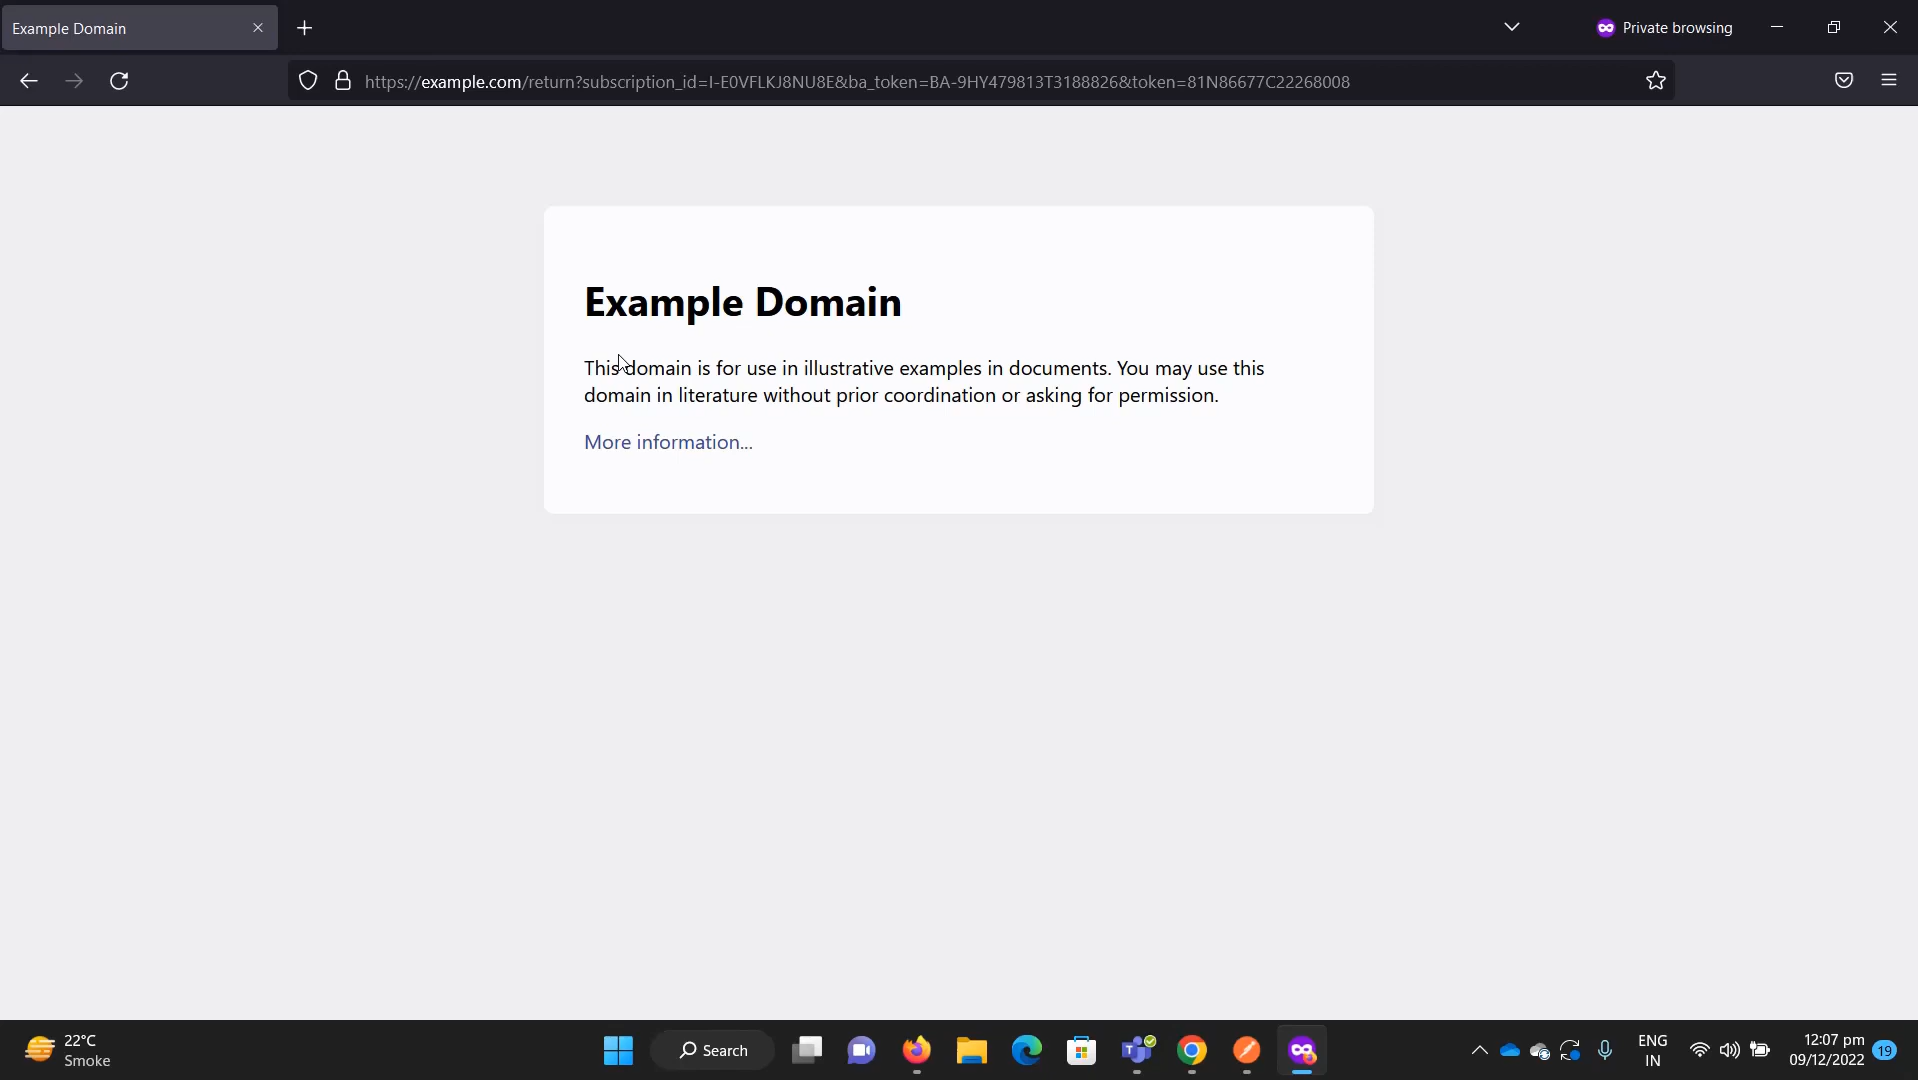 Example Domain
Private browsing
https://example.com/return?subscription_id=I-E0VFLKJ8NU8E&ba_token=BA-9HY479813T3188826&token=81N86677C22268008
Example Domain
This domain is for use in illustrative examples in documents. You may use this
domain in literature without prior coordination or asking for permission.
More information...
22°C
Smoke
Search
ENG
IN
12:07 pm
09/12/2022
19